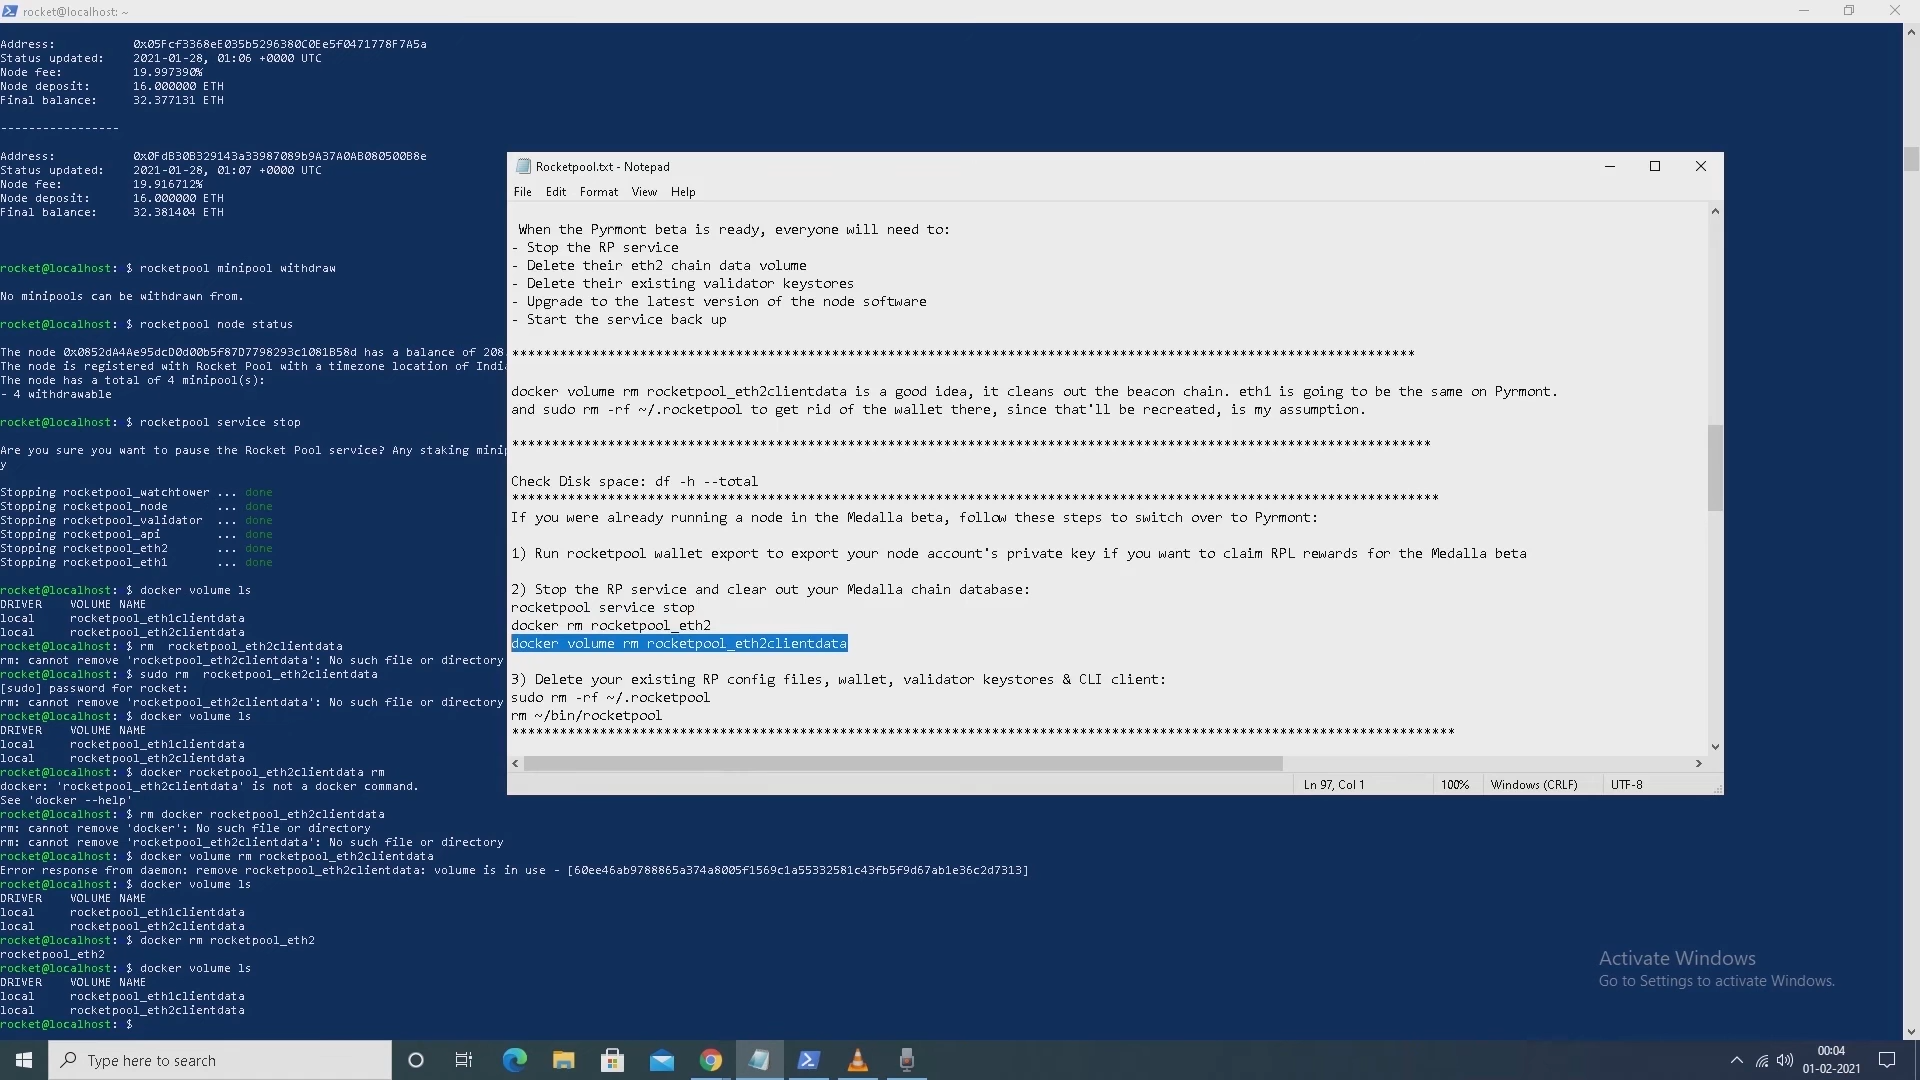 rocket@localhost: ~
Address:     0x05Fcf3368eE035b5296380C0Ee5f0471778F7A5a
Status updated:    2021-01-28, 01:06 +0000 UTC
Node fee:    19.997390%
Node deposit:    16.000000 ETH
Final balance:    32.377131 ETH
-----------------
Address:     0x0FdB30B329143a33987089b9A37A0AB080500B8e
Status updated:    2021-01-28, 01:07 +0000 UTC
Node fee:    19.916712%
Node deposit:    16.000000 ETH
Final balance:    32.381404 ETH
rocket@localhost: $ rocketpool minipool withdraw
No minipools can be withdrawn from.
rocket@localhost: $ rocketpool node status
The node 0x0852dA4Ae95dcD0d00b5f87D7798293c1081B58d has a balance of 208.
The node is registered with Rocket Pool with a timezone location of Indi
The node has a total of 4 minipool(s):
- 4 withdrawable
rocket@localhost: $ rocketpool service stop
Are you sure you want to pause the Rocket Pool service? Any staking minip
y
Stopping rocketpool_watchtower ... done
Stopping rocketpool_node       ... done
Stopping rocketpool_validator  ... done
Stopping rocketpool_api        ... done
Stopping rocketpool_eth2       ... done
Stopping rocketpool_eth1       ... done
rocket@localhost: $ docker volume ls
DRIVER    VOLUME NAME
local     rocketpool_eth1clientdata
local     rocketpool_eth2clientdata
rocket@localhost: $ rm  rocketpool_eth2clientdata
rm: cannot remove 'rocketpool_eth2clientdata': No such file or directory
rocket@localhost: $ sudo rm  rocketpool_eth2clientdata
[sudo] password for rocket:
rm: cannot remove 'rocketpool_eth2clientdata': No such file or directory
rocket@localhost: $ docker volume ls
DRIVER    VOLUME NAME
local     rocketpool_eth1clientdata
local     rocketpool_eth2clientdata
rocket@localhost: $ docker rocketpool_eth2clientdata rm
docker: 'rocketpool_eth2clientdata' is not a docker command.
See 'docker --help'
rocket@localhost: $ rm docker rocketpool_eth2clientdata
rm: cannot remove 'docker': No such file or directory
rm: cannot remove 'rocketpool_eth2clientdata': No such file or directory
rocket@localhost: $ docker volume rm rocketpool_eth2clientdata
Error response from daemon: remove rocketpool_eth2clientdata: volume is in use - [60ee46ab9788865a374a8005f1569c1a55332581c43fb5f9d67ab1e36c2d7313]
rocket@localhost: $ docker volume ls
DRIVER    VOLUME NAME
local     rocketpool_eth1clientdata
local     rocketpool_eth2clientdata
rocket@localhost: $ docker rm rocketpool_eth2
rocketpool_eth2
rocket@localhost: $ docker volume ls
DRIVER    VOLUME NAME
local     rocketpool_eth1clientdata
local     rocketpool_eth2clientdata
rocket@localhost: $
Rocketpool.txt - Notepad
File Edit Format View Help
When the Pyrmont beta is ready, everyone will need to:
- Stop the RP service
- Delete their eth2 chain data volume
- Delete their existing validator keystores
- Upgrade to the latest version of the node software
- Start the service back up
*****************************************************************************************************************
docker volume rm rocketpool_eth2clientdata is a good idea, it cleans out the beacon chain. eth1 is going to be the same on Pyrmont.
and sudo rm -rf ~/.rocketpool to get rid of the wallet there, since that'll be recreated, is my assumption.
*******************************************************************************************************************
Check Disk space: df -h --total
********************************************************************************************************************
If you were already running a node in the Medalla beta, follow these steps to switch over to Pyrmont:
1) Run rocketpool wallet export to export your node account's private key if you want to claim RPL rewards for the Medalla beta
2) Stop the RP service and clear out your Medalla chain database:
rocketpool service stop
docker rm rocketpool_eth2
docker volume rm rocketpool_eth2clientdata
3) Delete your existing RP config files, wallet, validator keystores & CLI client:
sudo rm -rf ~/.rocketpool
rm ~/bin/rocketpool
**********************************************************************************************************************
Ln 97, Col 1 100% Windows (CRLF) UTF-8
Activate Windows
Go to Settings to activate Windows.
Type here to search
00:04
01-02-2021